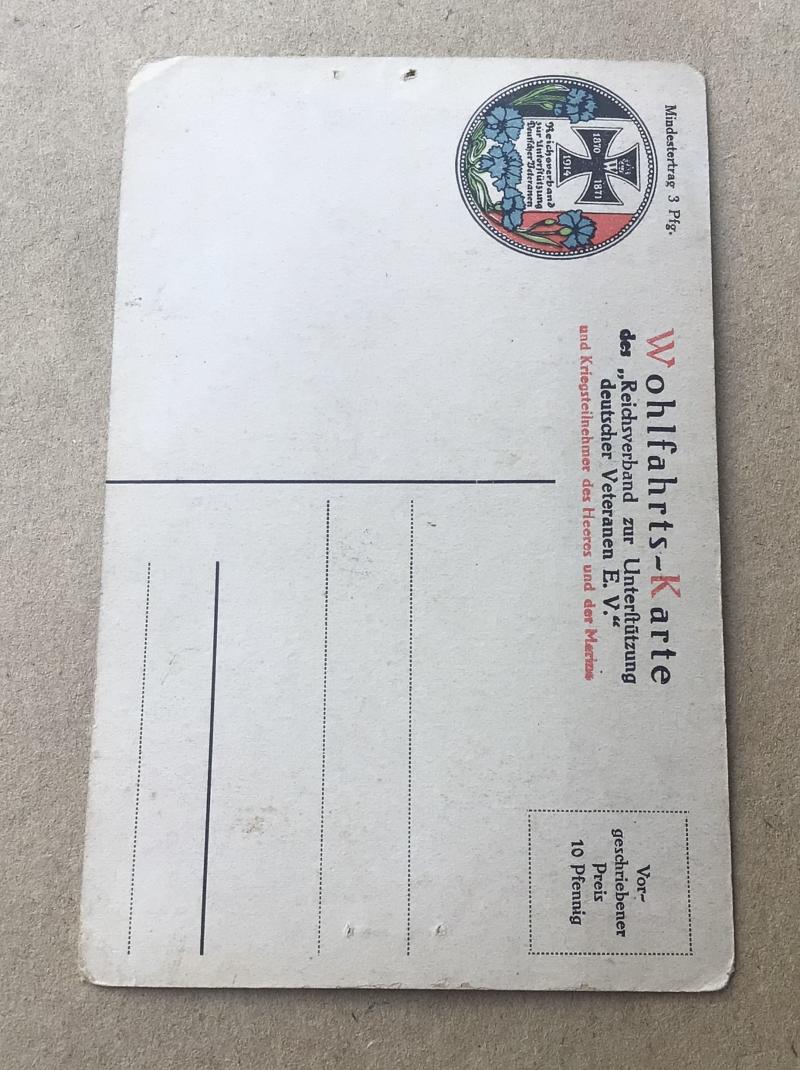 Mindestertrag 3 Pfg.
1870 W 1871
1914
Reichsverband
zur Unterstützung
Deutscher Veteranen
Wohlfahrts-Karte
des „Reichsverband zur Unterstützung
deutscher Veteranen E. V.“
und Kriegsteilnehmer des Heeres und der Marine
Vor-
geschriebener
Preis
10 Pfennig